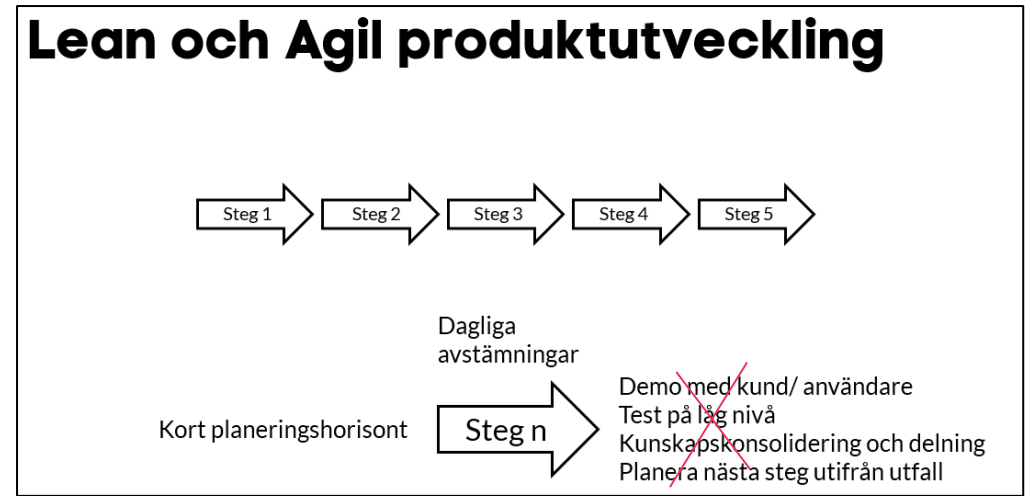 Lean och Agil produktutveckling
Steg 1
Steg 2
Steg 3
Steg 4
Steg 5
Dagliga
avstämningar
Kort planeringshorisont
Steg n
Demo med kund/ användare
Test på låg nivå
Kunskapskonsolidering och delning
Planera nästa steg utifrån utfall